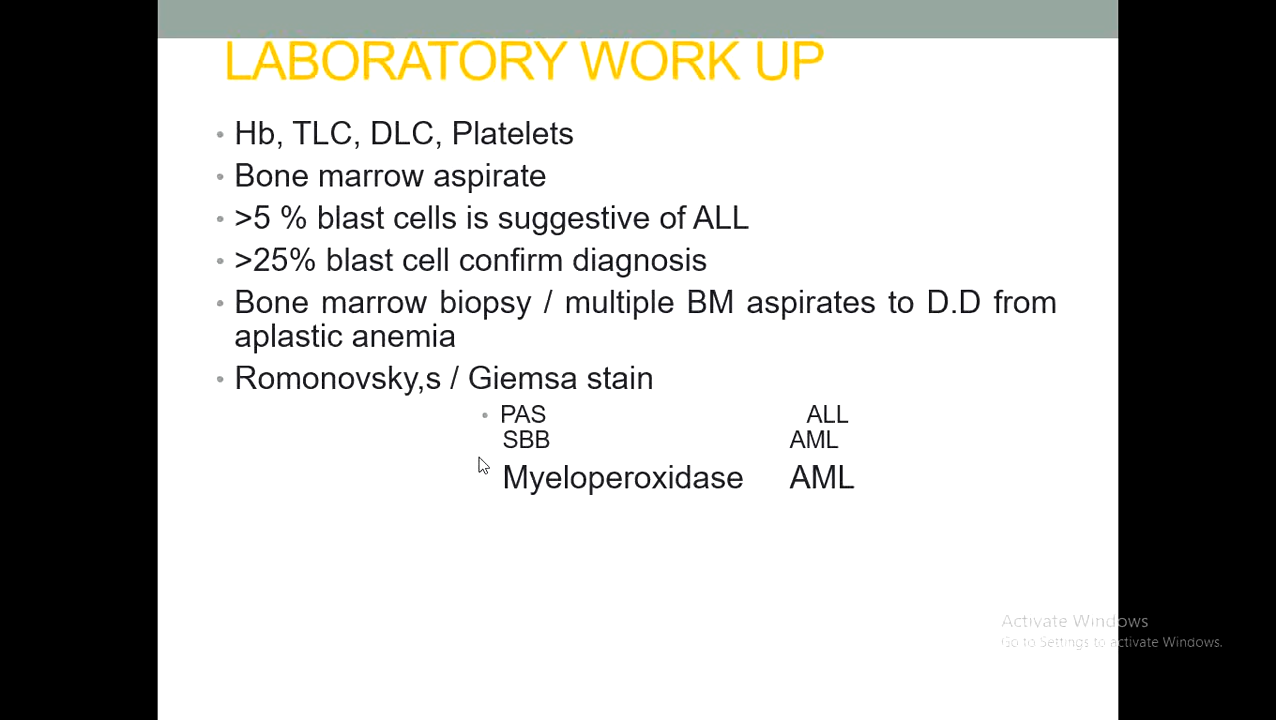 LABORATORY WORK UP
• Hb, TLC, DLC, Platelets
• Bone marrow aspirate
• >5 % blast cells is suggestive of ALL
• >25% blast cell confirm diagnosis
• Bone marrow biopsy / multiple BM aspirates to D.D from
aplastic anemia
• Romonovsky,s / Giemsa stain
• PAS ALL
SBB AML
Myeloperoxidase AML
Activate Windows
Go to Settings to activate Windows.